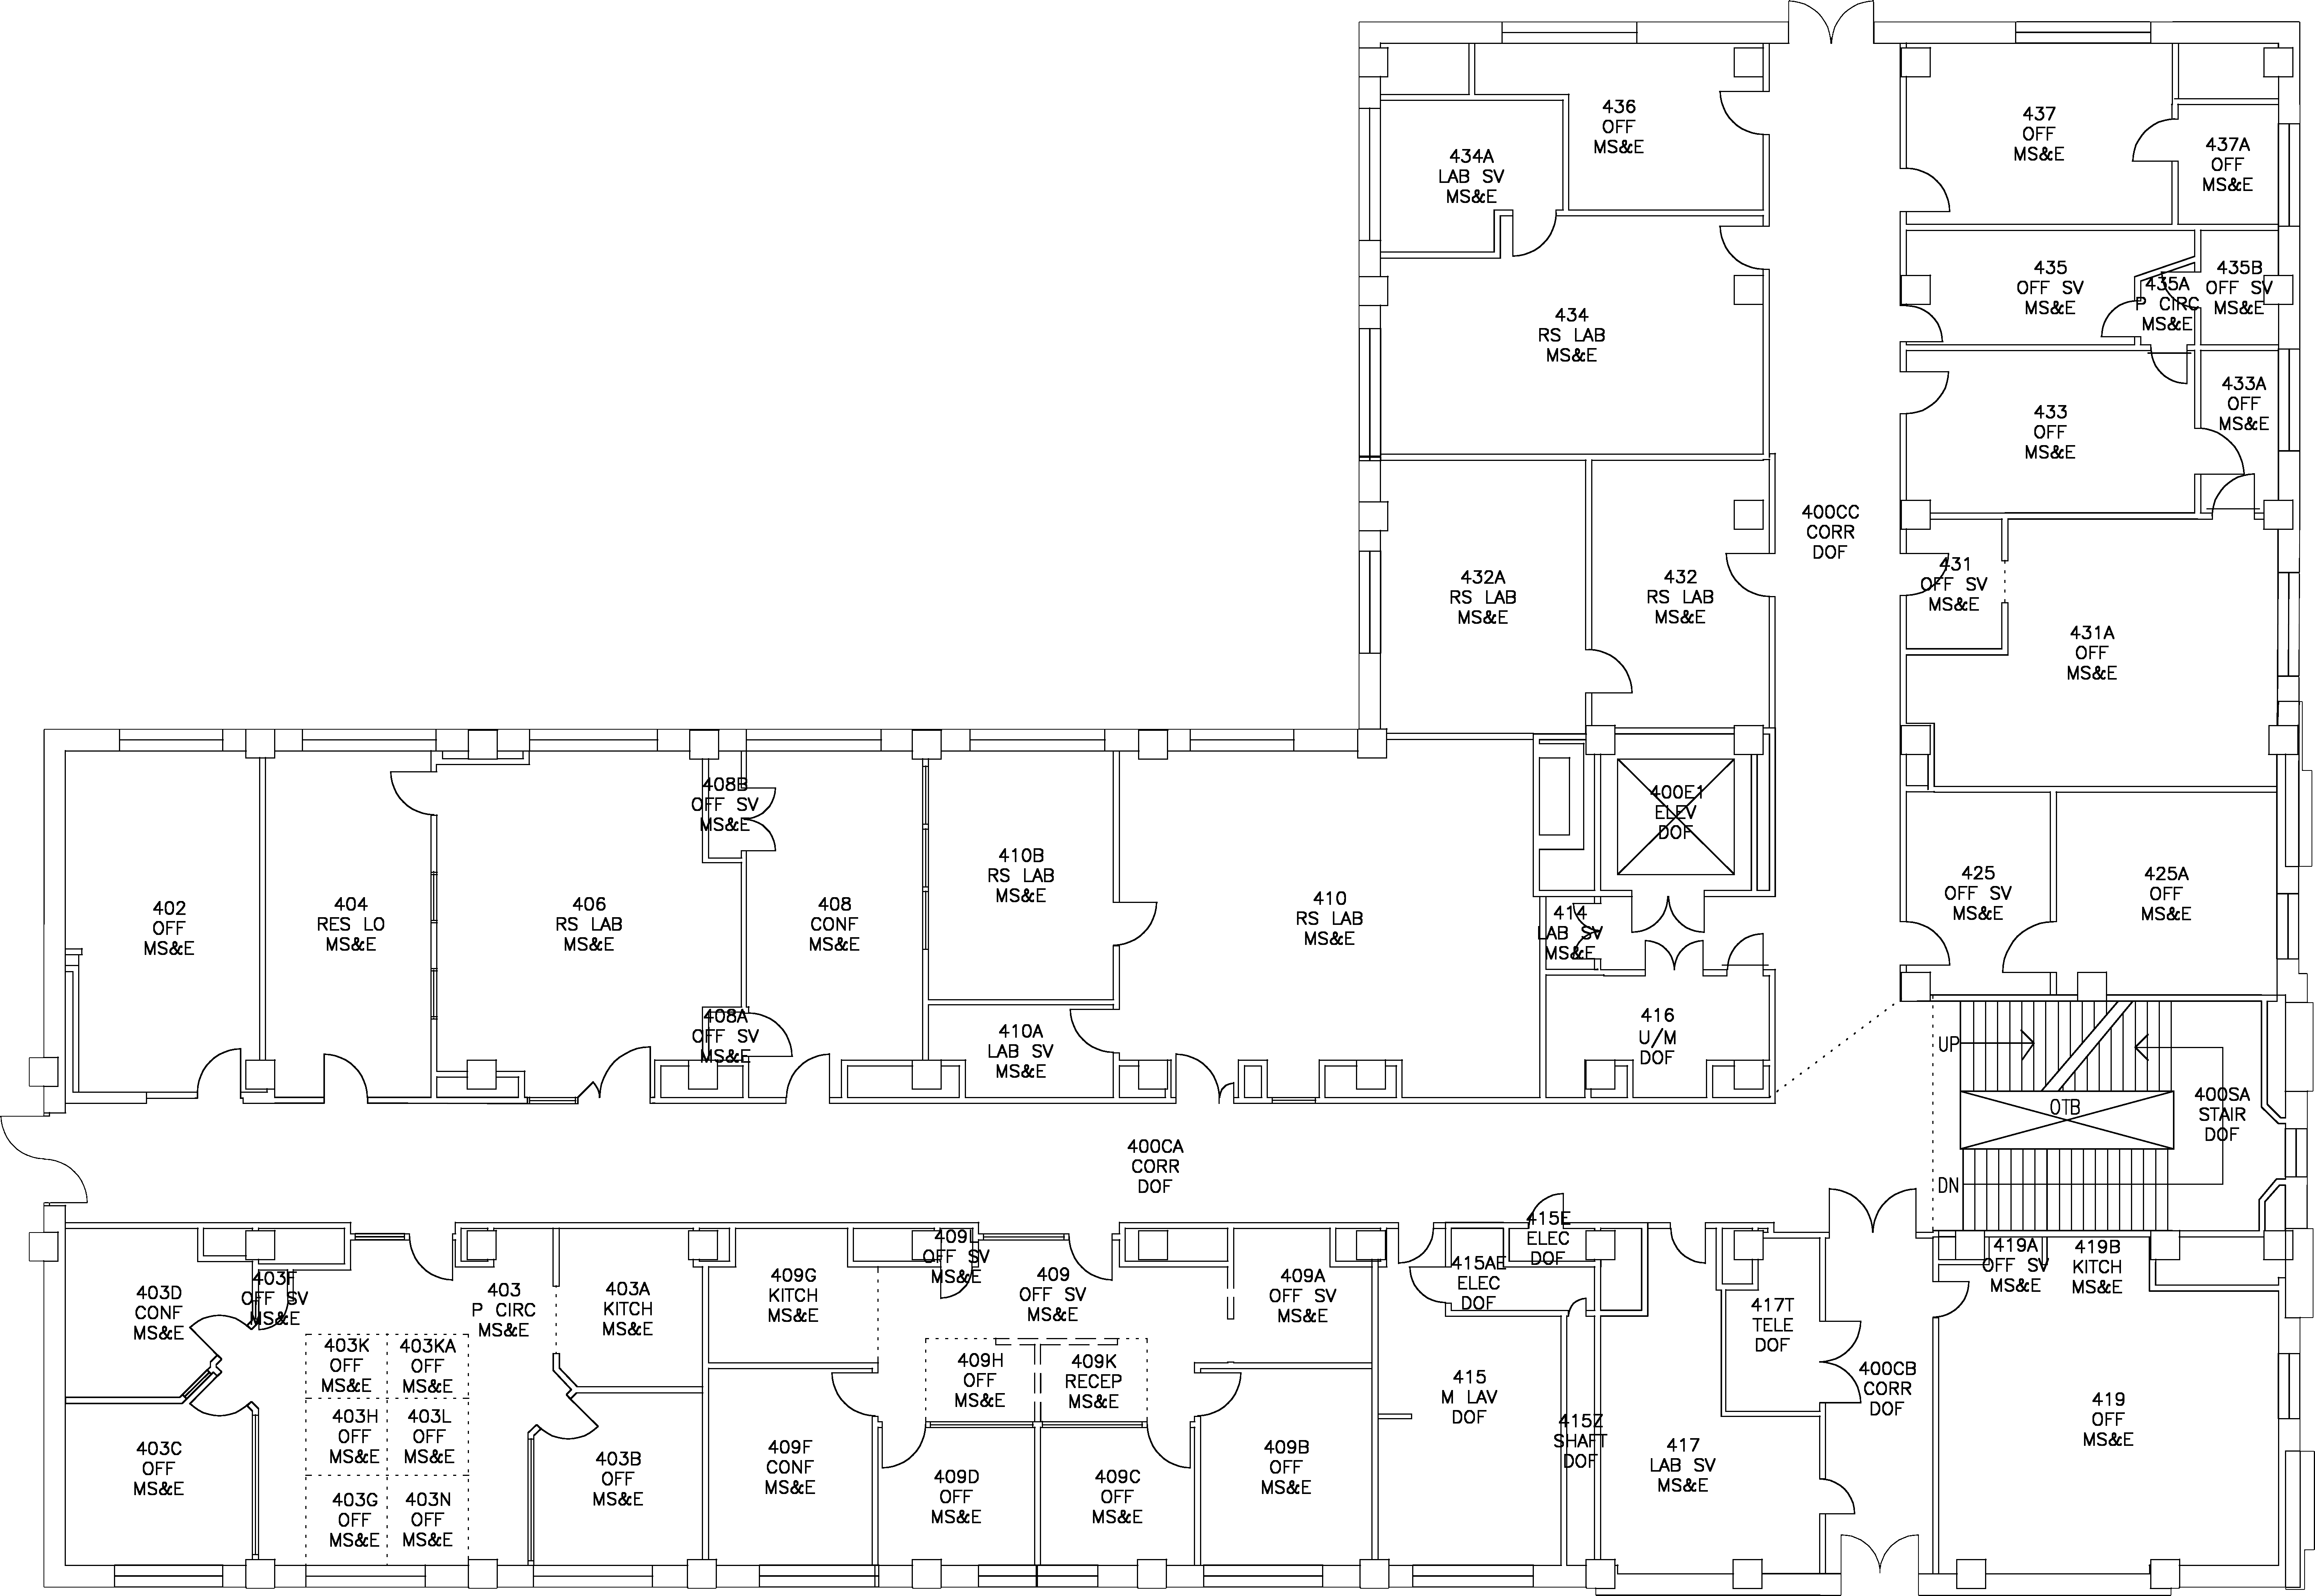 436
OFF
MS&E
434A
LAB SV
MS&E
437
OFF
MS&E
437A
OFF
MS&E
434
RS LAB
MS&E
435
OFF SV
MS&E
435A
P CIRC
MS&E
435B
OFF SV
MS&E
433
OFF
MS&E
433A
OFF
MS&E
400CC
CORR
DOF
432A
RS LAB
MS&E
432
RS LAB
MS&E
431
OFF SV
MS&E
431A
OFF
MS&E
402
OFF
MS&E
404
RES LO
MS&E
406
RS LAB
MS&E
408B
OFF SV
MS&E
408
CONF
MS&E
408A
OFF SV
MS&E
410B
RS LAB
MS&E
410A
LAB SV
MS&E
410
RS LAB
MS&E
400E1
ELEV
DOF
414
LAB SV
MS&E
416
U/M
DOF
425
OFF SV
MS&E
425A
OFF
MS&E
UP
OTB
DN
400SA
STAIR
DOF
400CA
CORR
DOF
403D
CONF
MS&E
403F
OFF SV
MS&E
403
P CIRC
MS&E
403A
KITCH
MS&E
403K
OFF
MS&E
403KA
OFF
MS&E
403H
OFF
MS&E
403L
OFF
MS&E
403G
OFF
MS&E
403N
OFF
MS&E
403C
OFF
MS&E
403B
OFF
MS&E
409G
KITCH
MS&E
409L
OFF SV
MS&E
409
OFF SV
MS&E
409A
OFF SV
MS&E
409H
OFF
MS&E
409K
RECEP
MS&E
409F
CONF
MS&E
409D
OFF
MS&E
409C
OFF
MS&E
409B
OFF
MS&E
415E
ELEC
DOF
415AE
ELEC
DOF
415
M LAV
DOF
415Z
SHAFT
DOF
417T
TELE
DOF
417
LAB SV
MS&E
400CB
CORR
DOF
419A
OFF SV
MS&E
419B
KITCH
MS&E
419
OFF
MS&E